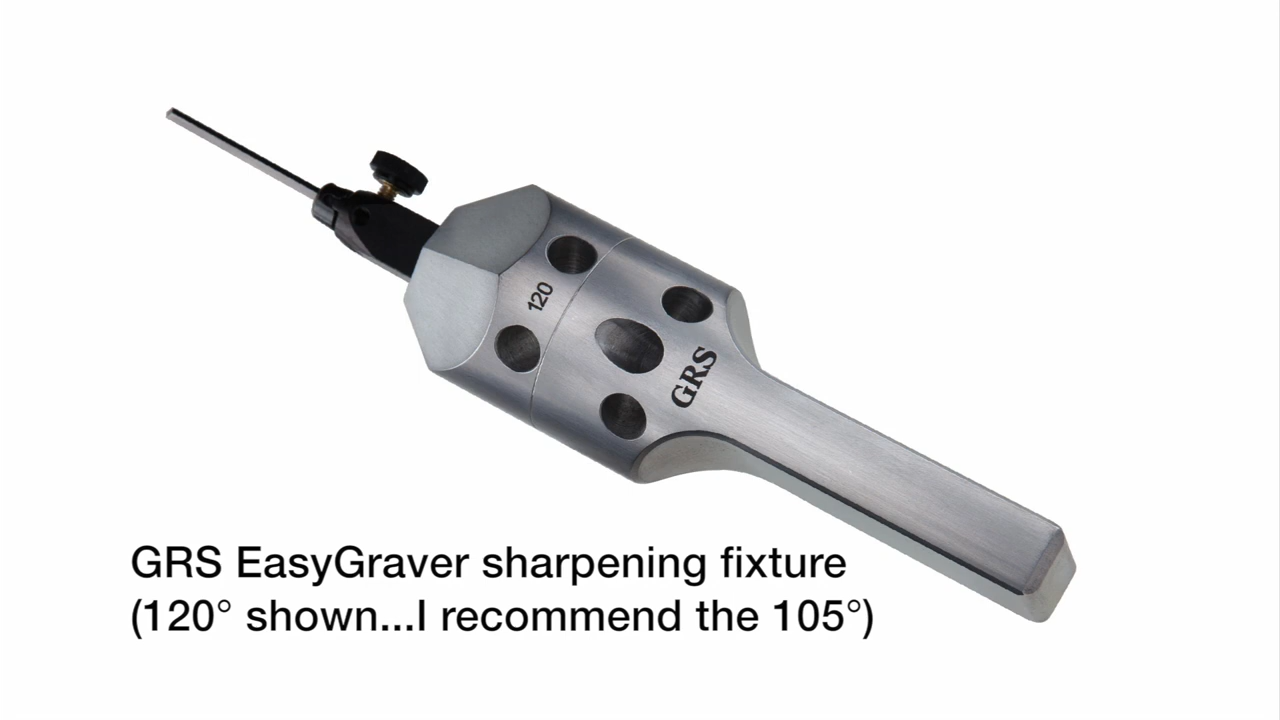 120
GRS
GRS EasyGraver sharpening fixture
(120° shown...I recommend the 105°)